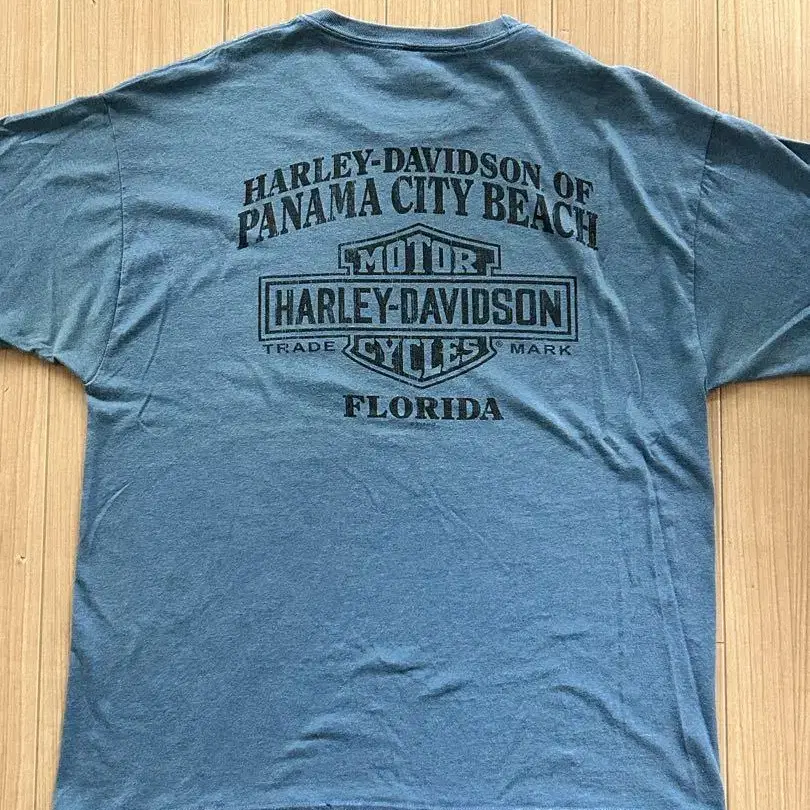 HARLEY-DAVIDSON OF
PANAMA CITY BEACH
MOTOR
HARLEY-DAVIDSON
TRADE CYCLES® MARK
FLORIDA